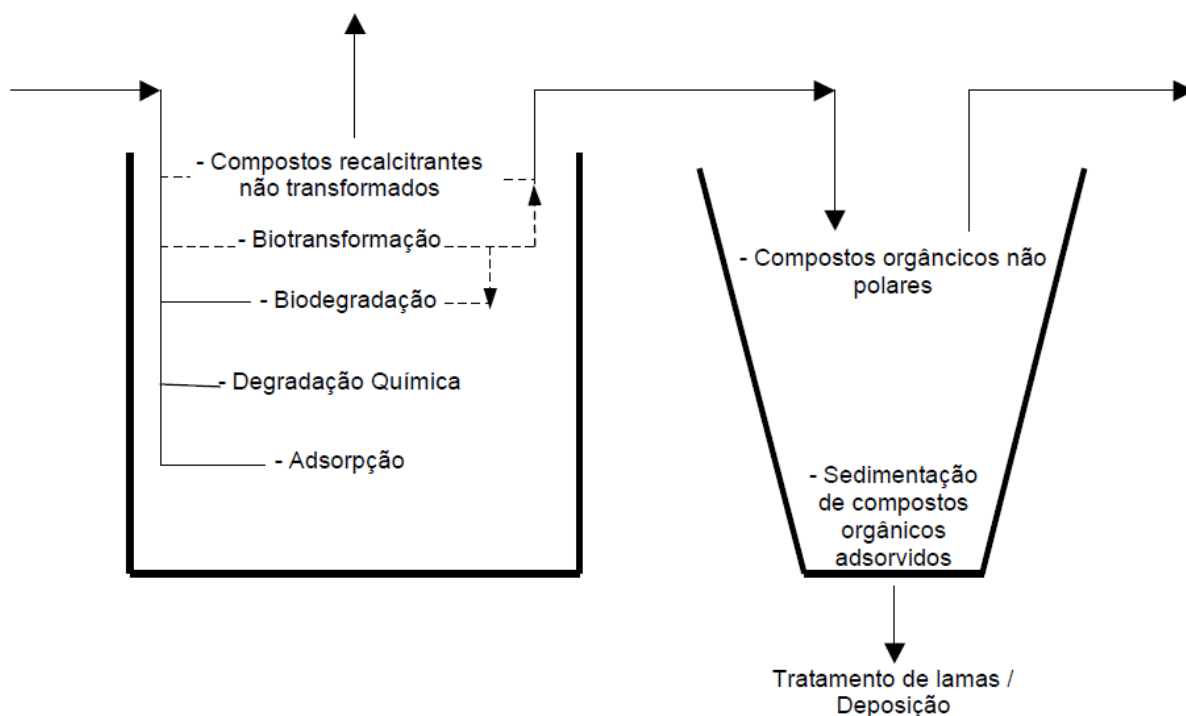 - Compostos recalcitrantes
não transformados
- Biotransformação
- Biodegradação
- Degradação Química
- Adsorpção
- Compostos orgâncicos não
polares
- Sedimentação
de compostos
orgânicos
adsorvidos
Tratamento de lamas /
Deposição